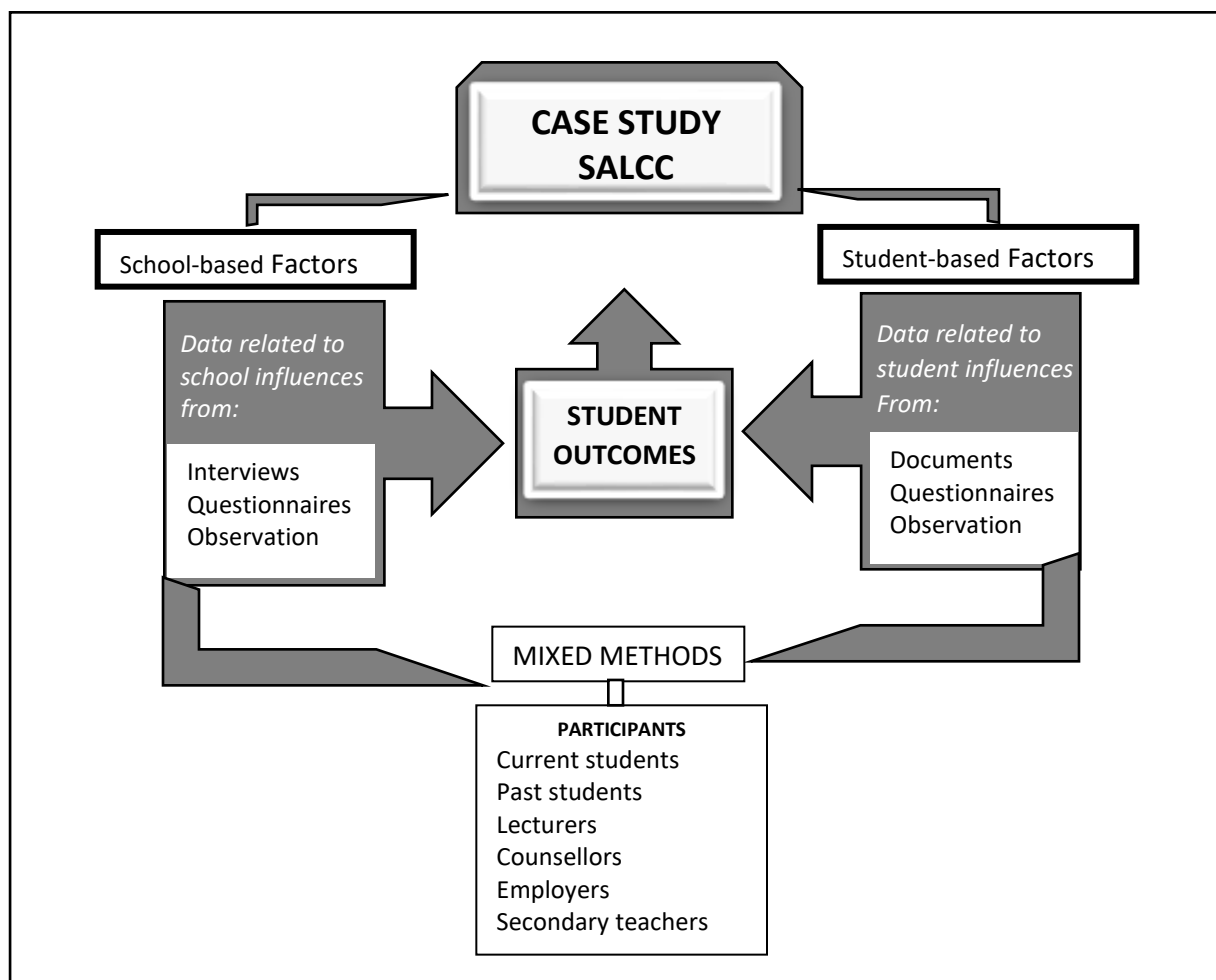 CASE STUDY
SALCC
School-based Factors
Student-based Factors
Data related to
school influences
from:
Interviews
Questionnaires
Observation
STUDENT
OUTCOMES
Data related to
student influences
From:
Documents
Questionnaires
Observation
MIXED METHODS
PARTICIPANTS
Current students
Past students
Lecturers
Counsellors
Employers
Secondary teachers